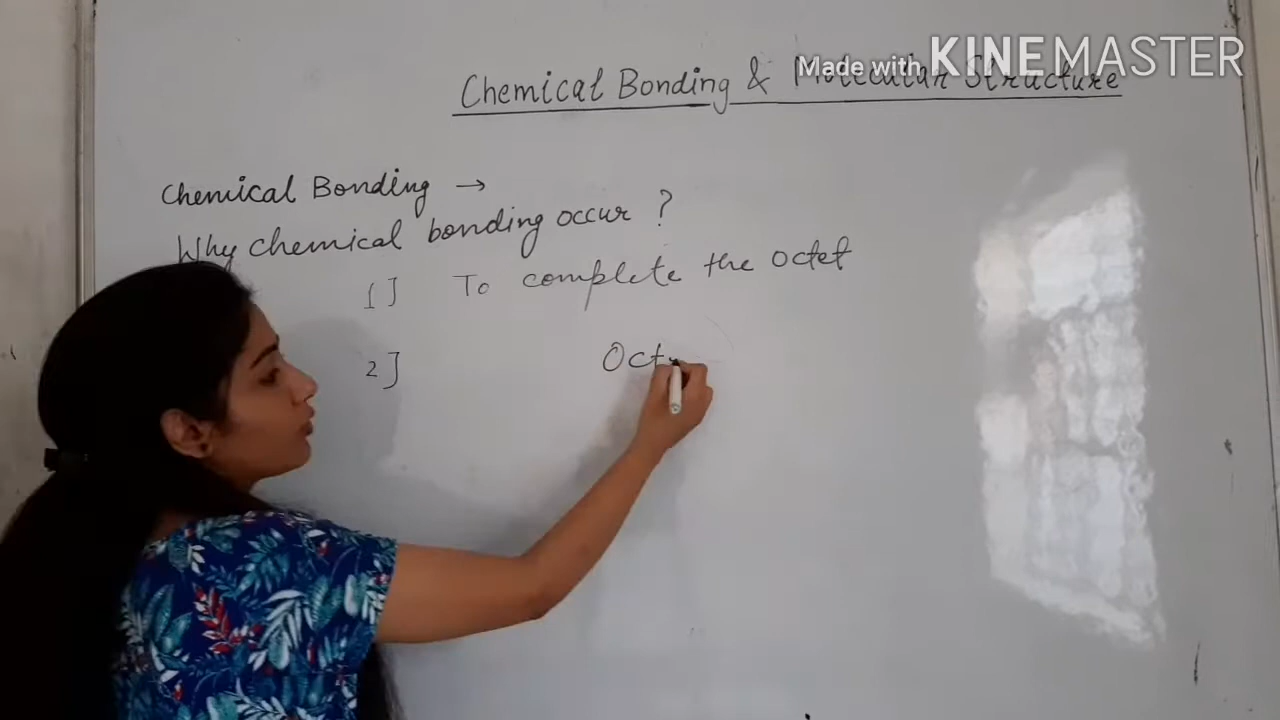 Made with KINEMASTER
Chemical Bonding & Molecular Structure
Chemical Bonding →
Why chemical bonding occur ?
1] To complete the octet
2] Oct